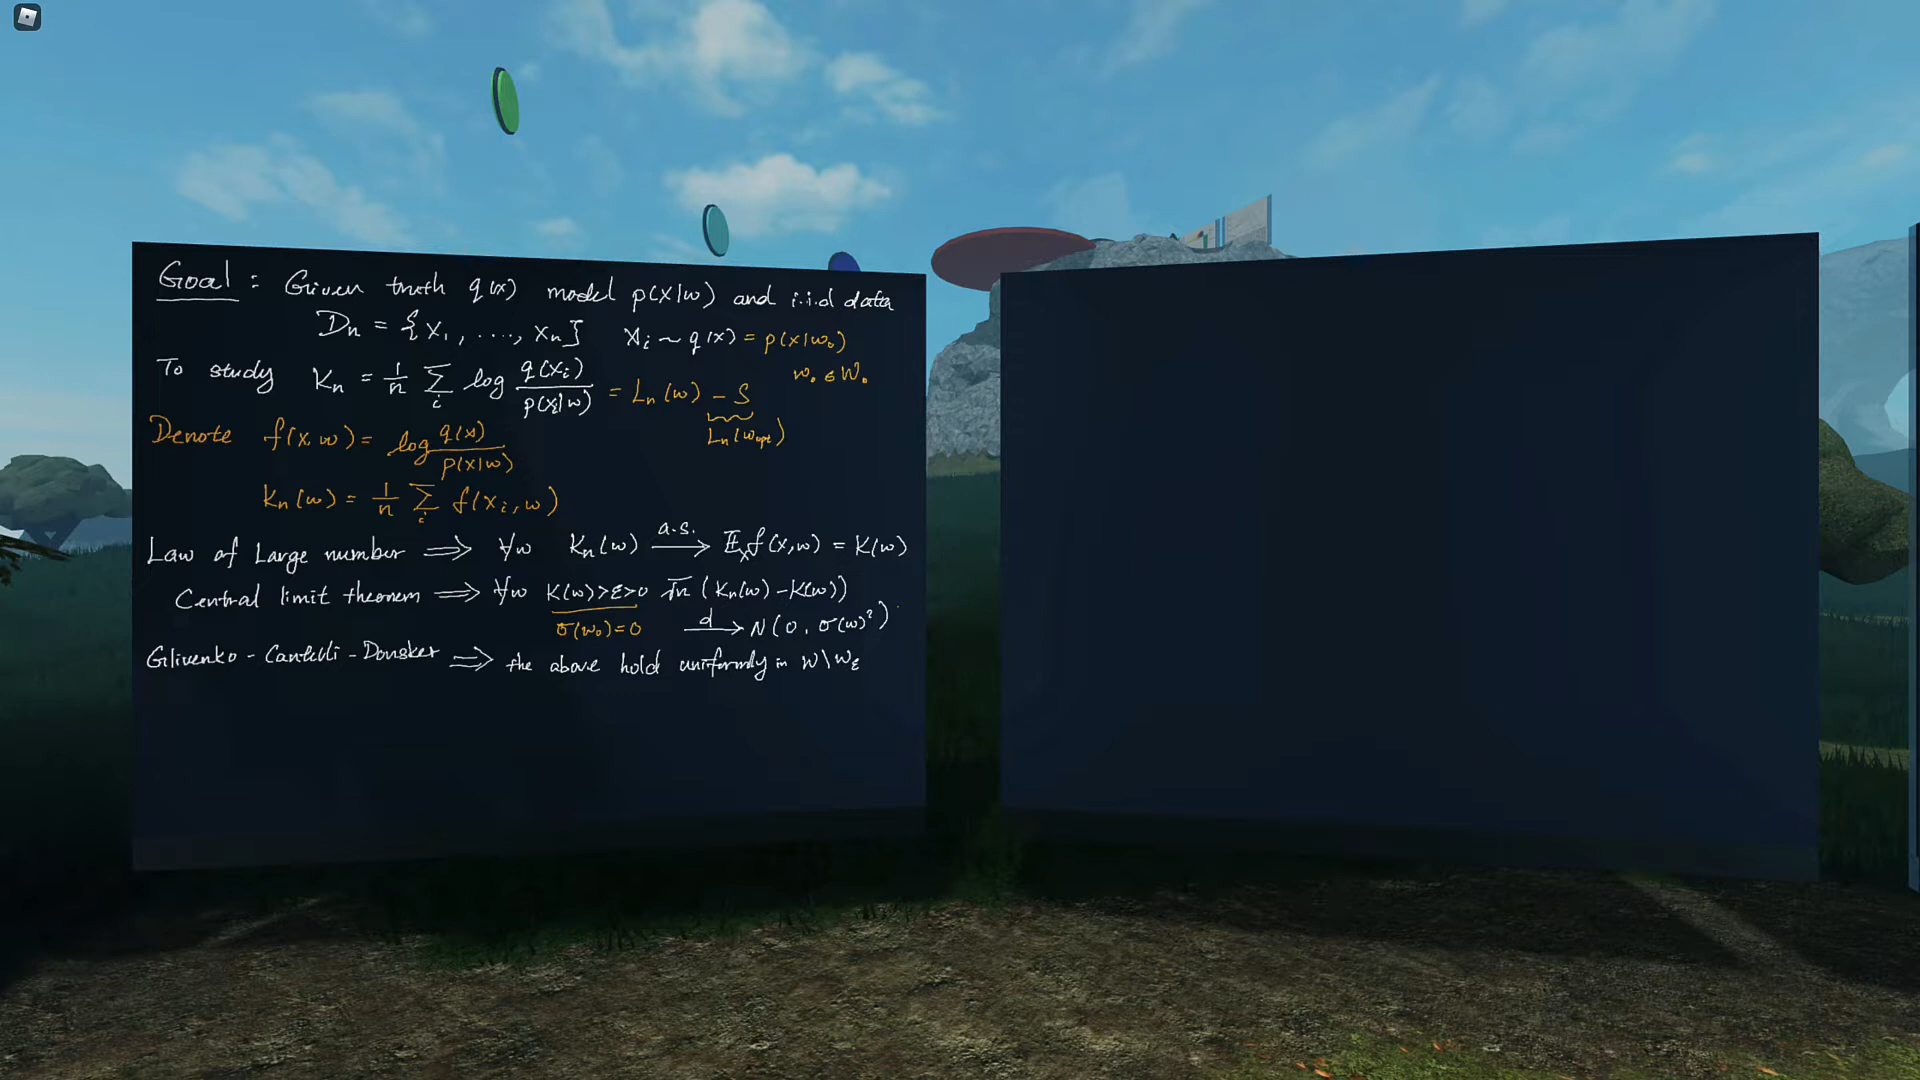 Goal : Given truth q(x) model p(x|w) and i.i.d data
Dn = {X1, ...., Xn} Xi ~ q(x) = p(x|w0)
w0 ∈ W0
To study Kn = 1/n Σi log q(Xi)/p(Xi|w) = Ln(w) - S
Ln(wopt)
Denote f(x,w) = log q(x)/p(x|w)
Kn(w) = 1/n Σi f(Xi, w)
Law of Large number ⟹ ∀w Kn(w) a.s.→ 𝔼x f(x,w) = K(w)
Central limit theorem ⟹ ∀w K(w)>ε>0 √n (Kn(w) - K(w))
σ(w0)=0 d→ N(0, σ(w)²)
Glivenko - Cantelli - Donsker ⟹ the above hold uniformly in W\Wε